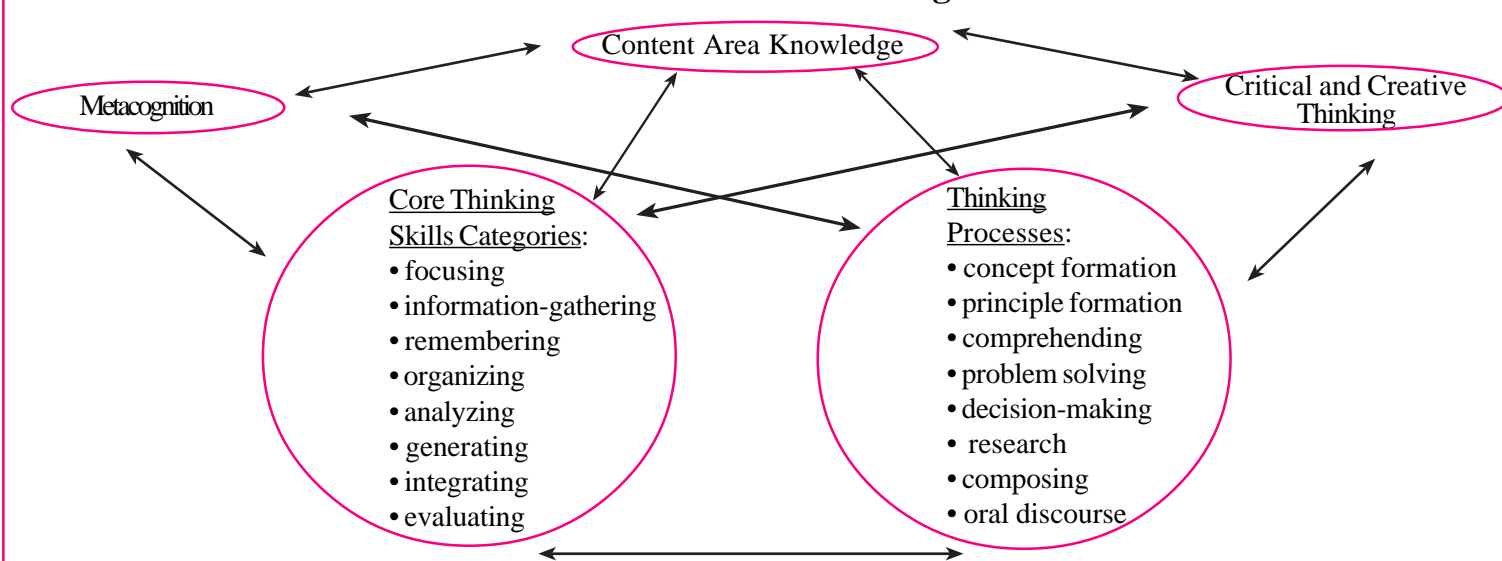 Content Area Knowledge
Metacognition
Critical and Creative
Thinking
Core Thinking
Skills Categories:
• focusing
• information-gathering
• remembering
• organizing
• analyzing
• generating
• integrating
• evaluating
Thinking
Processes:
• concept formation
• principle formation
• comprehending
• problem solving
• decision-making
• research
• composing
• oral discourse